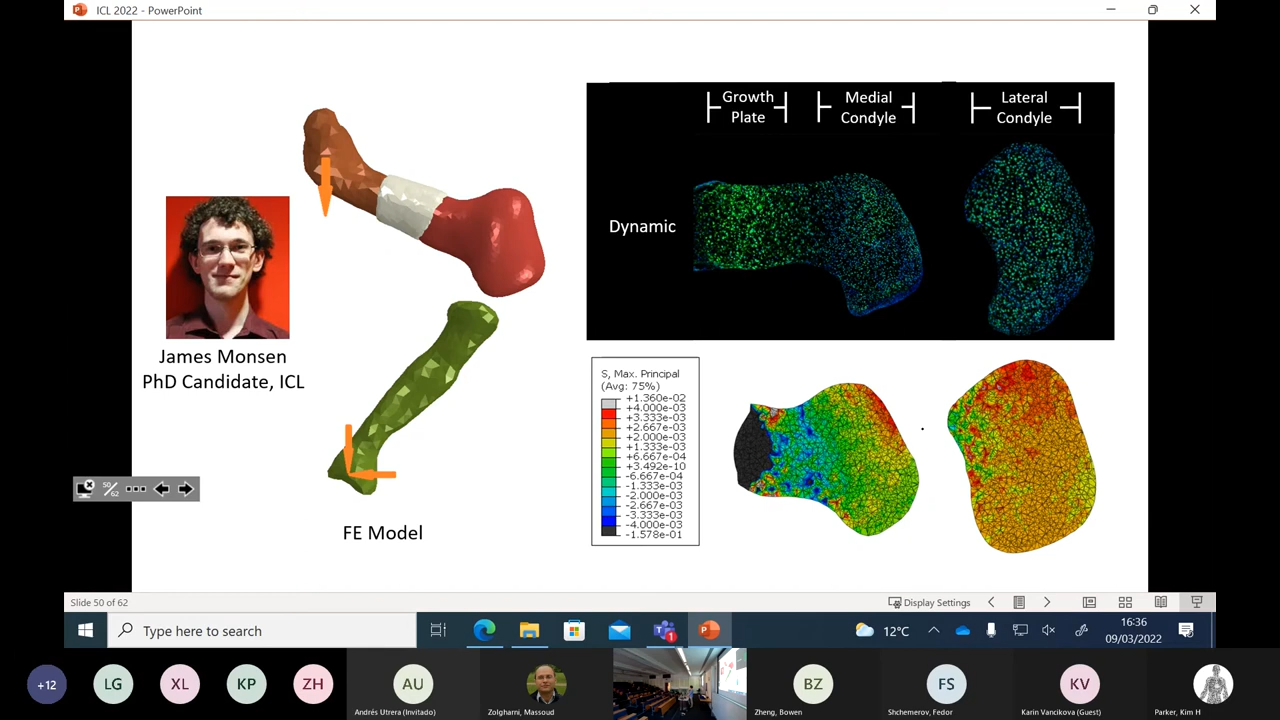 ICL 2022 - PowerPoint
Growth
Plate
Medial
Condyle
Lateral
Condyle
Dynamic
James Monsen
PhD Candidate, ICL
FE Model
S, Max. Principal
(Avg: 75%)
+1.360e-02
+4.000e-03
+3.333e-03
+2.667e-03
+2.000e-03
+1.333e-03
+6.667e-04
+3.492e-10
-6.667e-04
-1.333e-03
-2.000e-03
-2.667e-03
-3.333e-03
-4.000e-03
-1.578e-01
50/62
Slide 50 of 62
Display Settings
Type here to search
1
12°C
16:36
09/03/2022
+12
LG
XL
KP
ZH
AU
Andrés Utrera (Invitado)
Zolgharni, Massoud
BZ
Zheng, Bowen
FS
Shchemerov, Fedor
KV
Karin Vancikova (Guest)
Parker, Kim H